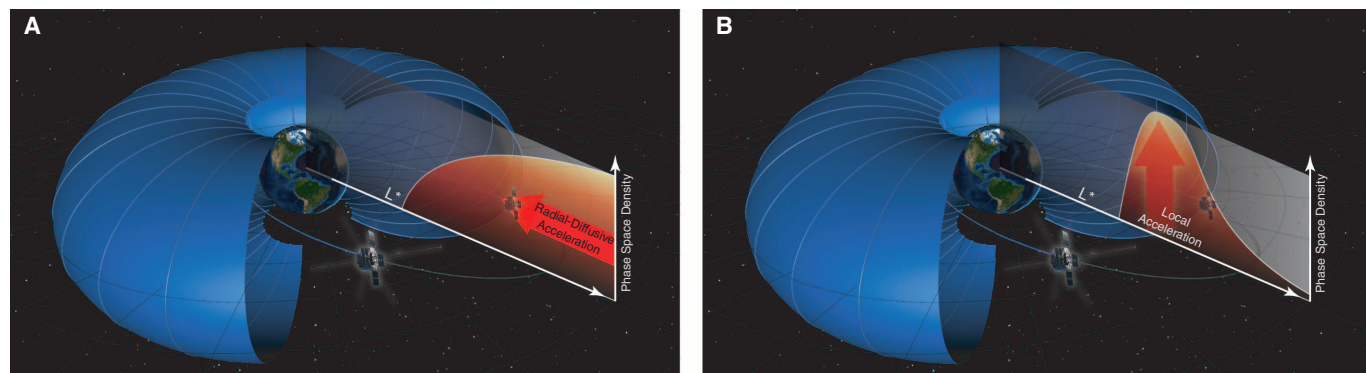 A
L*
Radial-Diffusive
Acceleration
Phase Space Density
B
L*
Local
Acceleration
Phase Space Density